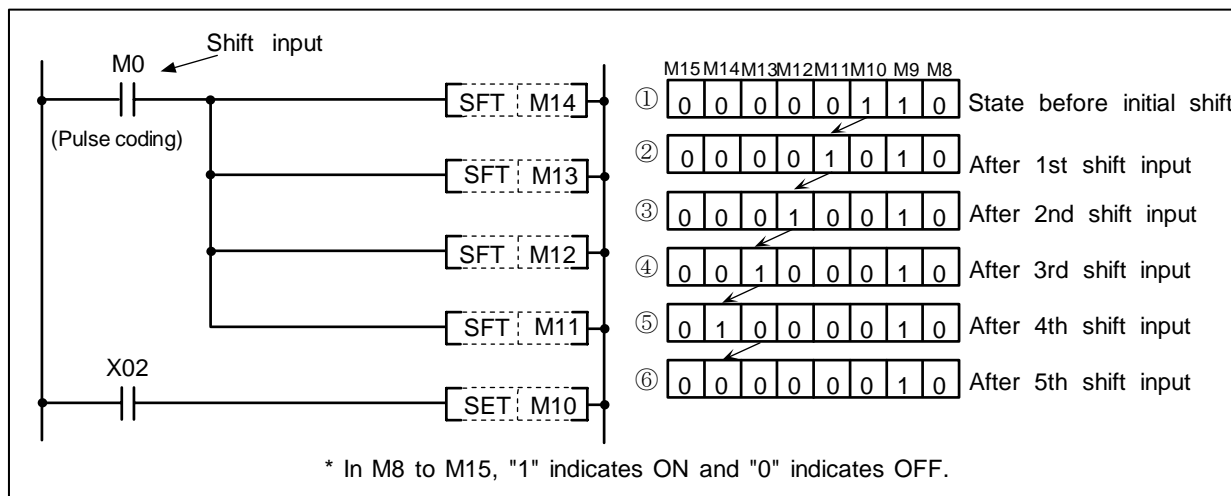 Shift input
M0
(Pulse coding)
SFT M14
SFT M13
SFT M12
SFT M11
X02
SET M10
M15 M14 M13 M12 M11 M10 M9 M8
① 0 0 0 0 0 1 1 0 State before initial shift
② 0 0 0 0 1 0 1 0 After 1st shift input
③ 0 0 0 1 0 0 1 0 After 2nd shift input
④ 0 0 1 0 0 0 1 0 After 3rd shift input
⑤ 0 1 0 0 0 0 1 0 After 4th shift input
⑥ 0 0 0 0 0 0 1 0 After 5th shift input
* In M8 to M15, "1" indicates ON and "0" indicates OFF.